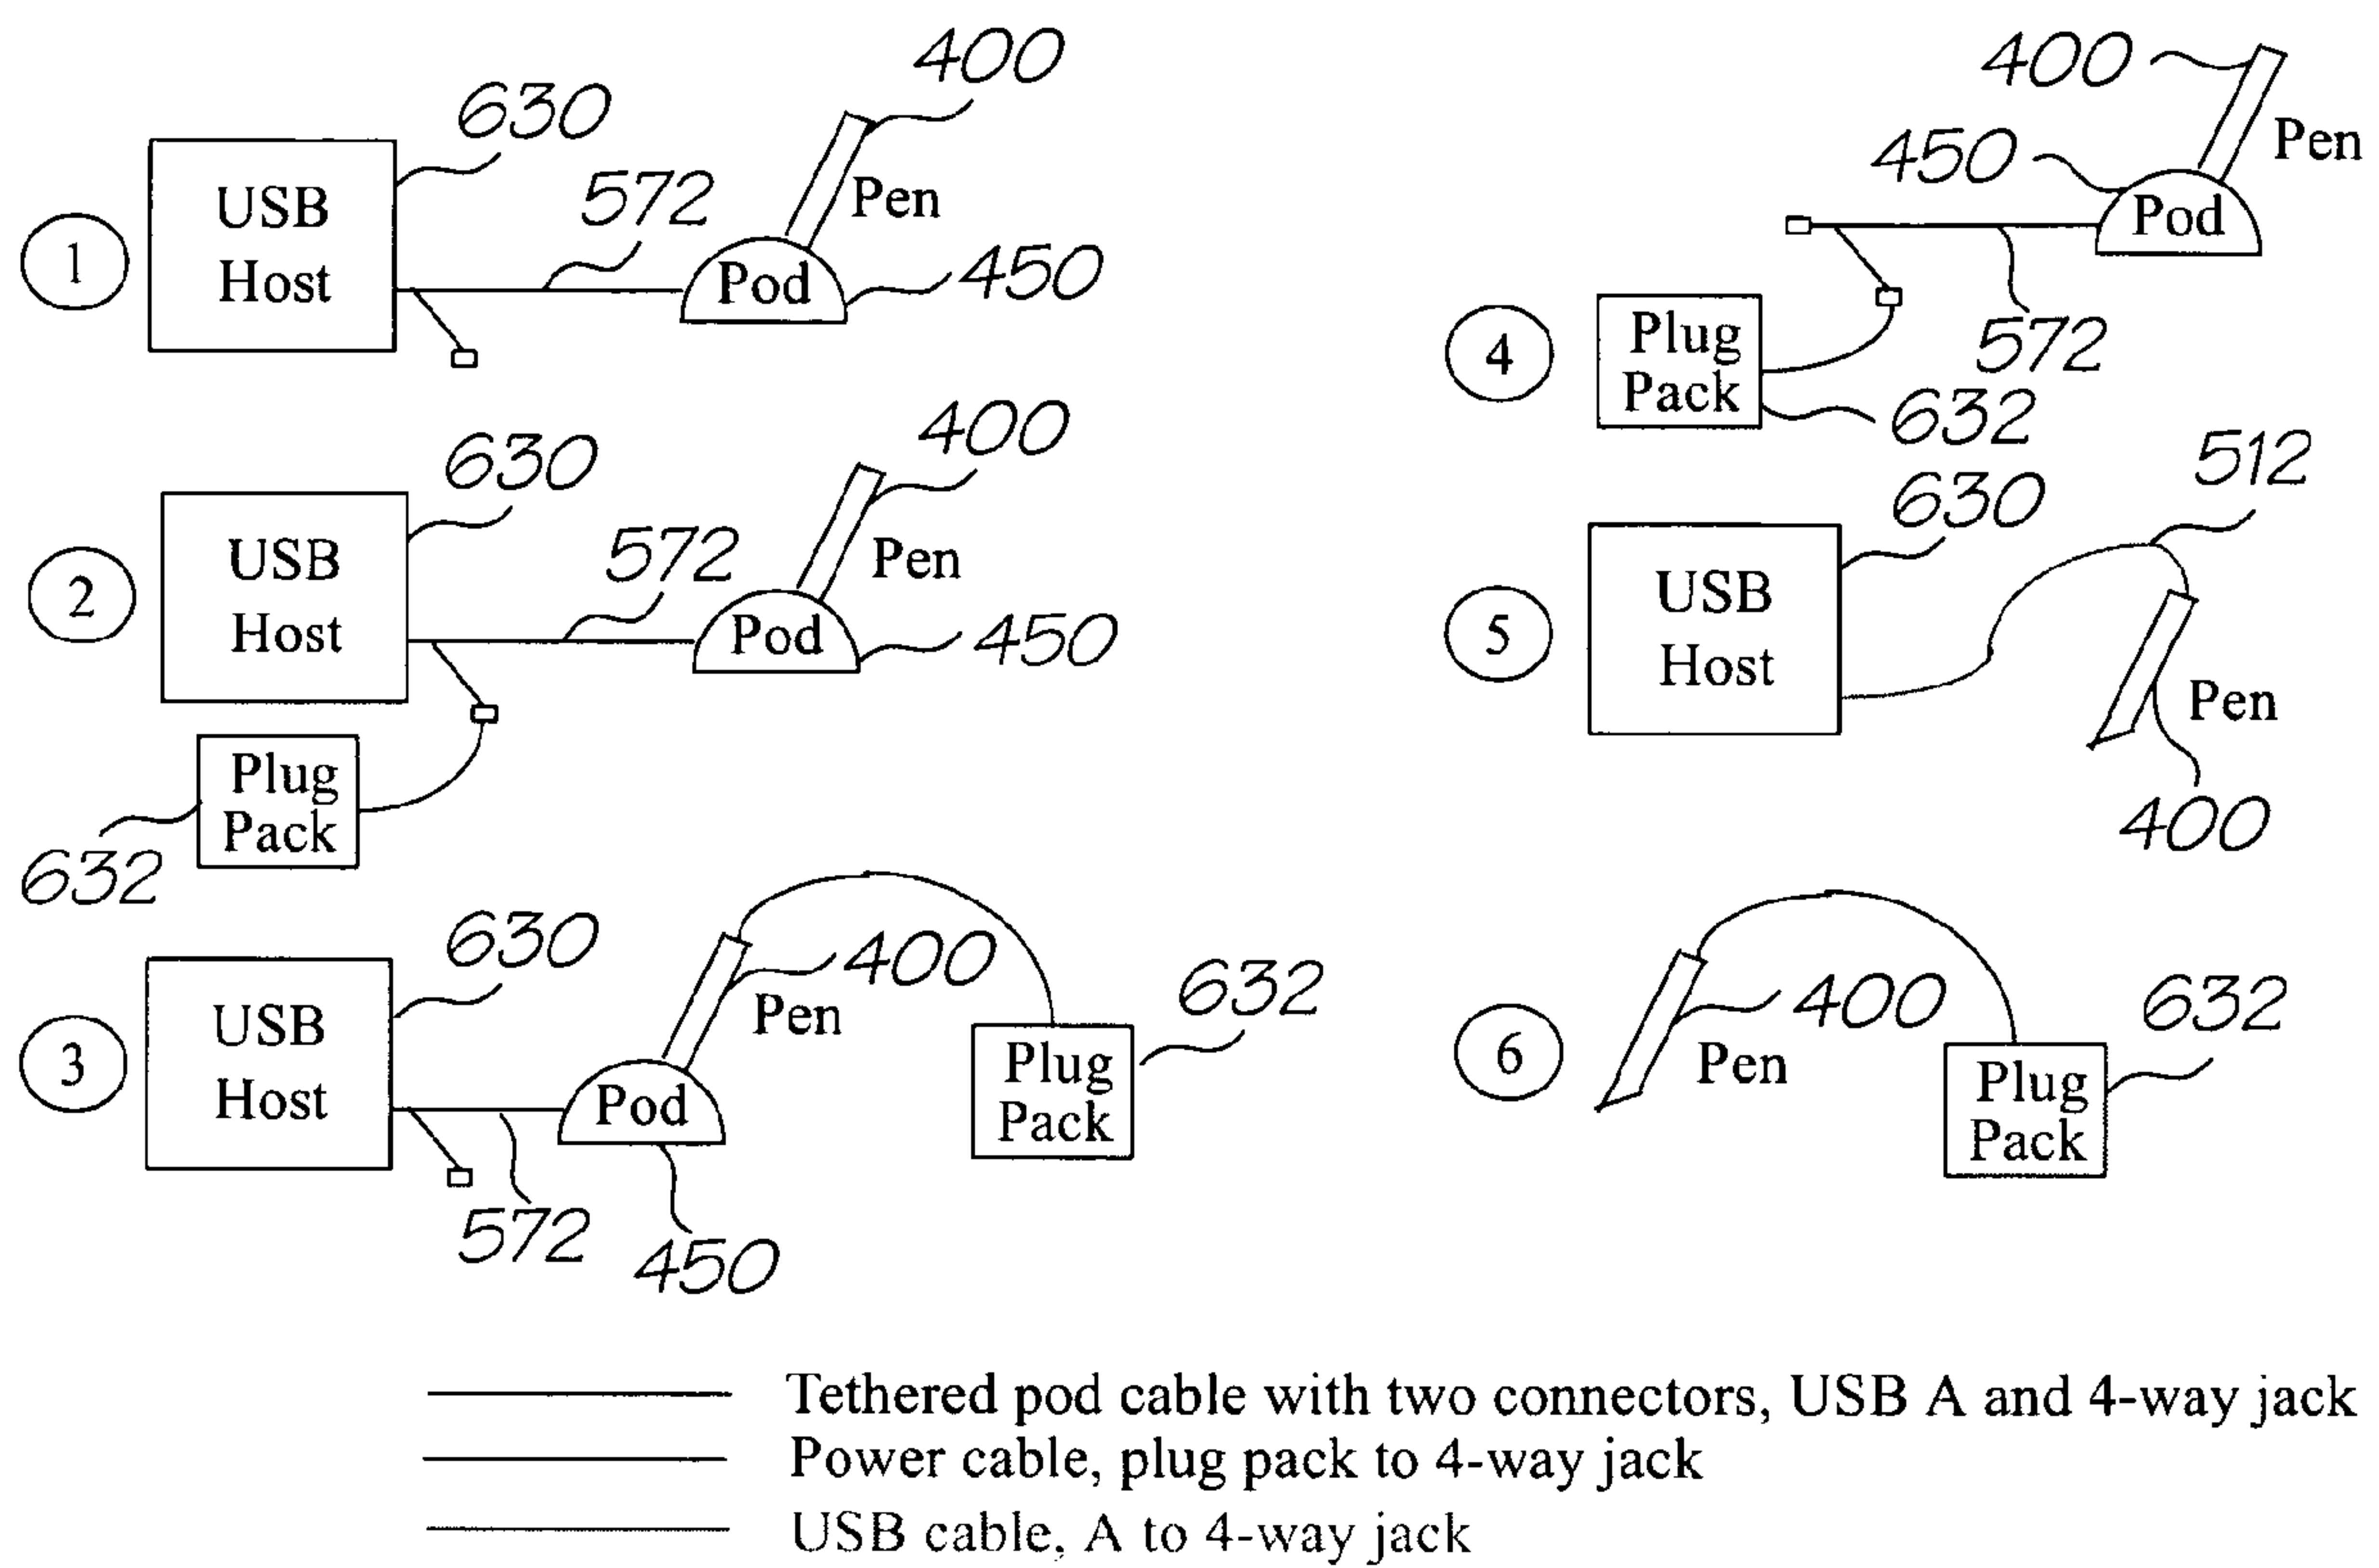 400
630
572
1
USB
Host
Pen
Pod
450
400
630
572
2
USB
Host
Pen
Pod
450
Plug
Pack
632
630
400
3
USB
Host
Pen
632
Pod
Plug
Pack
572
450
400
Pen
450
Pod
4
Plug
Pack
572
632
512
630
5
USB
Host
Pen
400
6
400
Pen
632
Plug
Pack
Tethered pod cable with two connectors, USB A and 4-way jack
Power cable, plug pack to 4-way jack
USB cable, A to 4-way jack